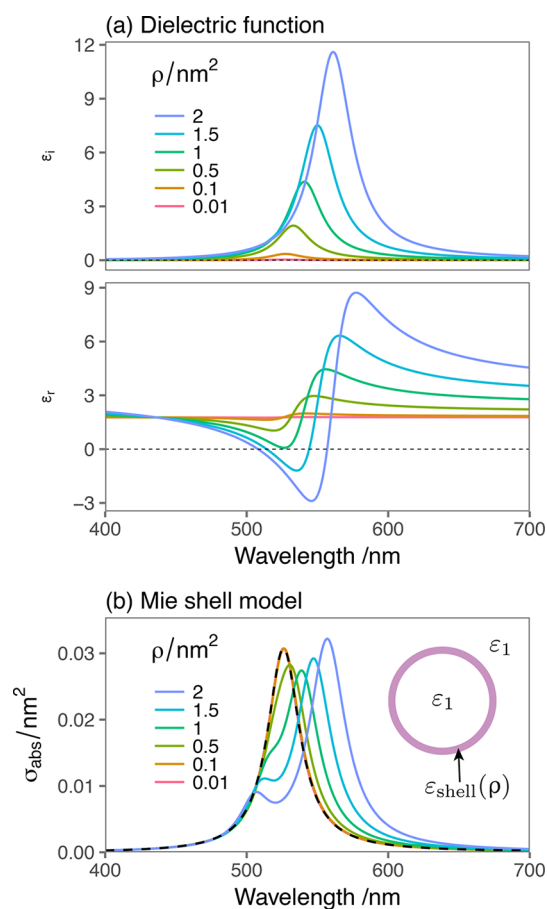 (a) Dielectric function
ρ/nm²
2
1.5
1
0.5
0.1
0.01
12
9
6
3
0
εᵢ
9
6
3
0
−3
εᵣ
400 500 600 700
Wavelength /nm
(b) Mie shell model
ρ/nm²
2
1.5
1
0.5
0.1
0.01
0.03
0.02
0.01
0.00
σabs/nm²
ε₁
ε₁
εshell(ρ)
400 500 600 700
Wavelength /nm